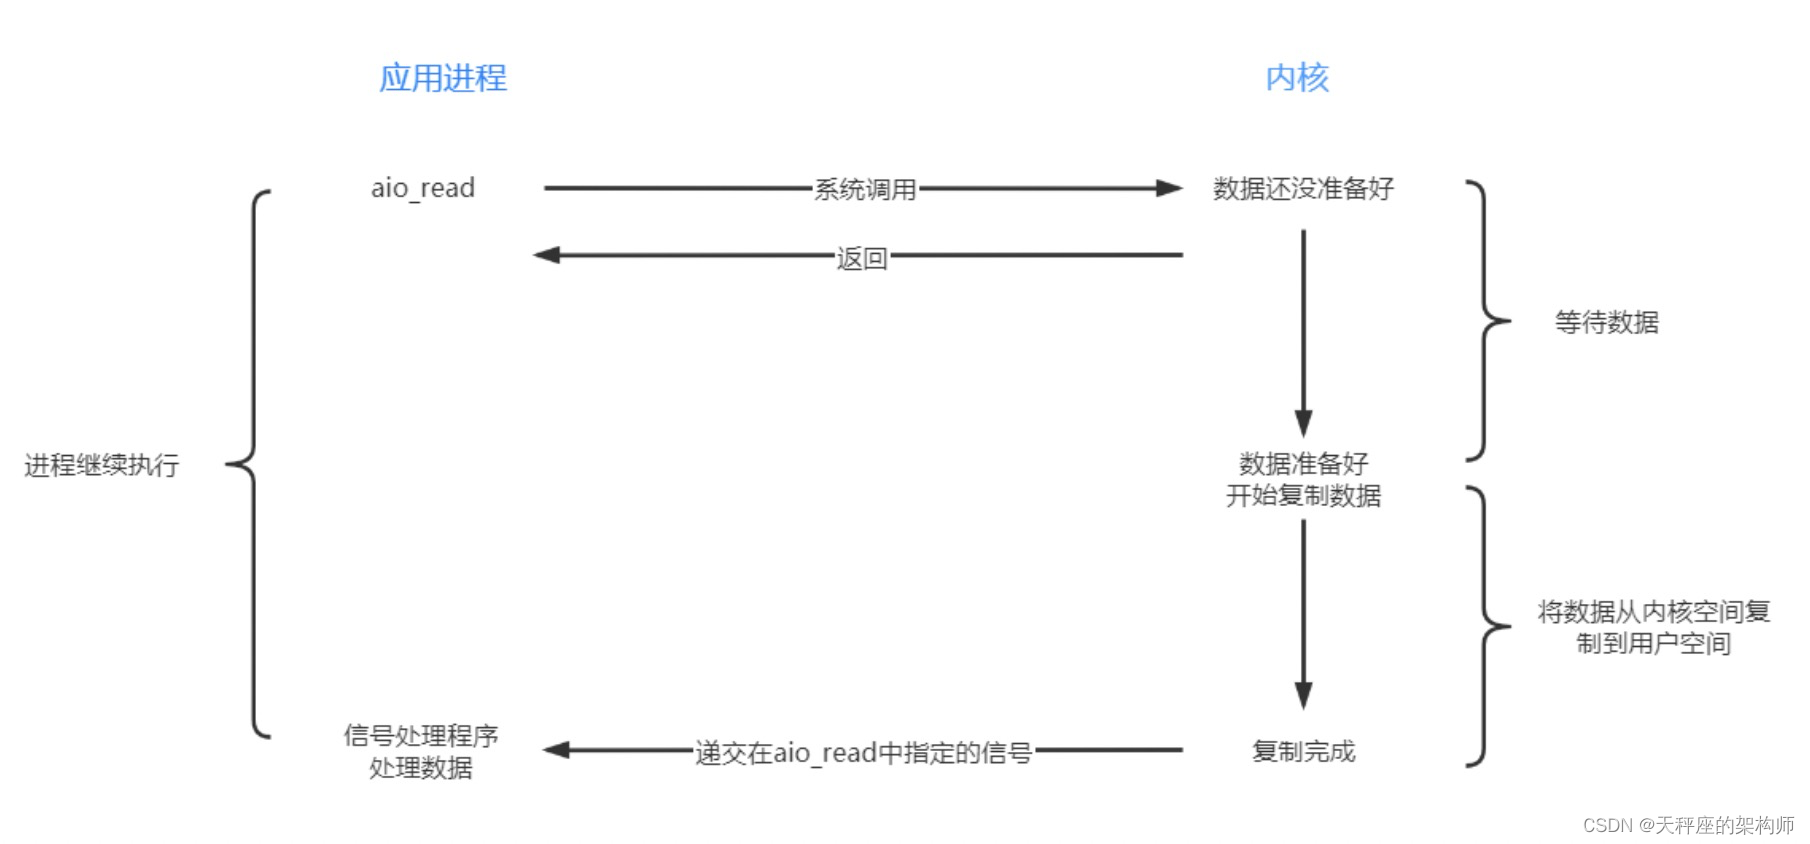 应用进程
内核
aio_read
系统调用
数据还没准备好
返回
等待数据
进程继续执行
数据准备好
开始复制数据
将数据从内核空间复
制到用户空间
信号处理程序
处理数据
递交在aio_read中指定的信号
复制完成
CSDN @天秤座的架构师